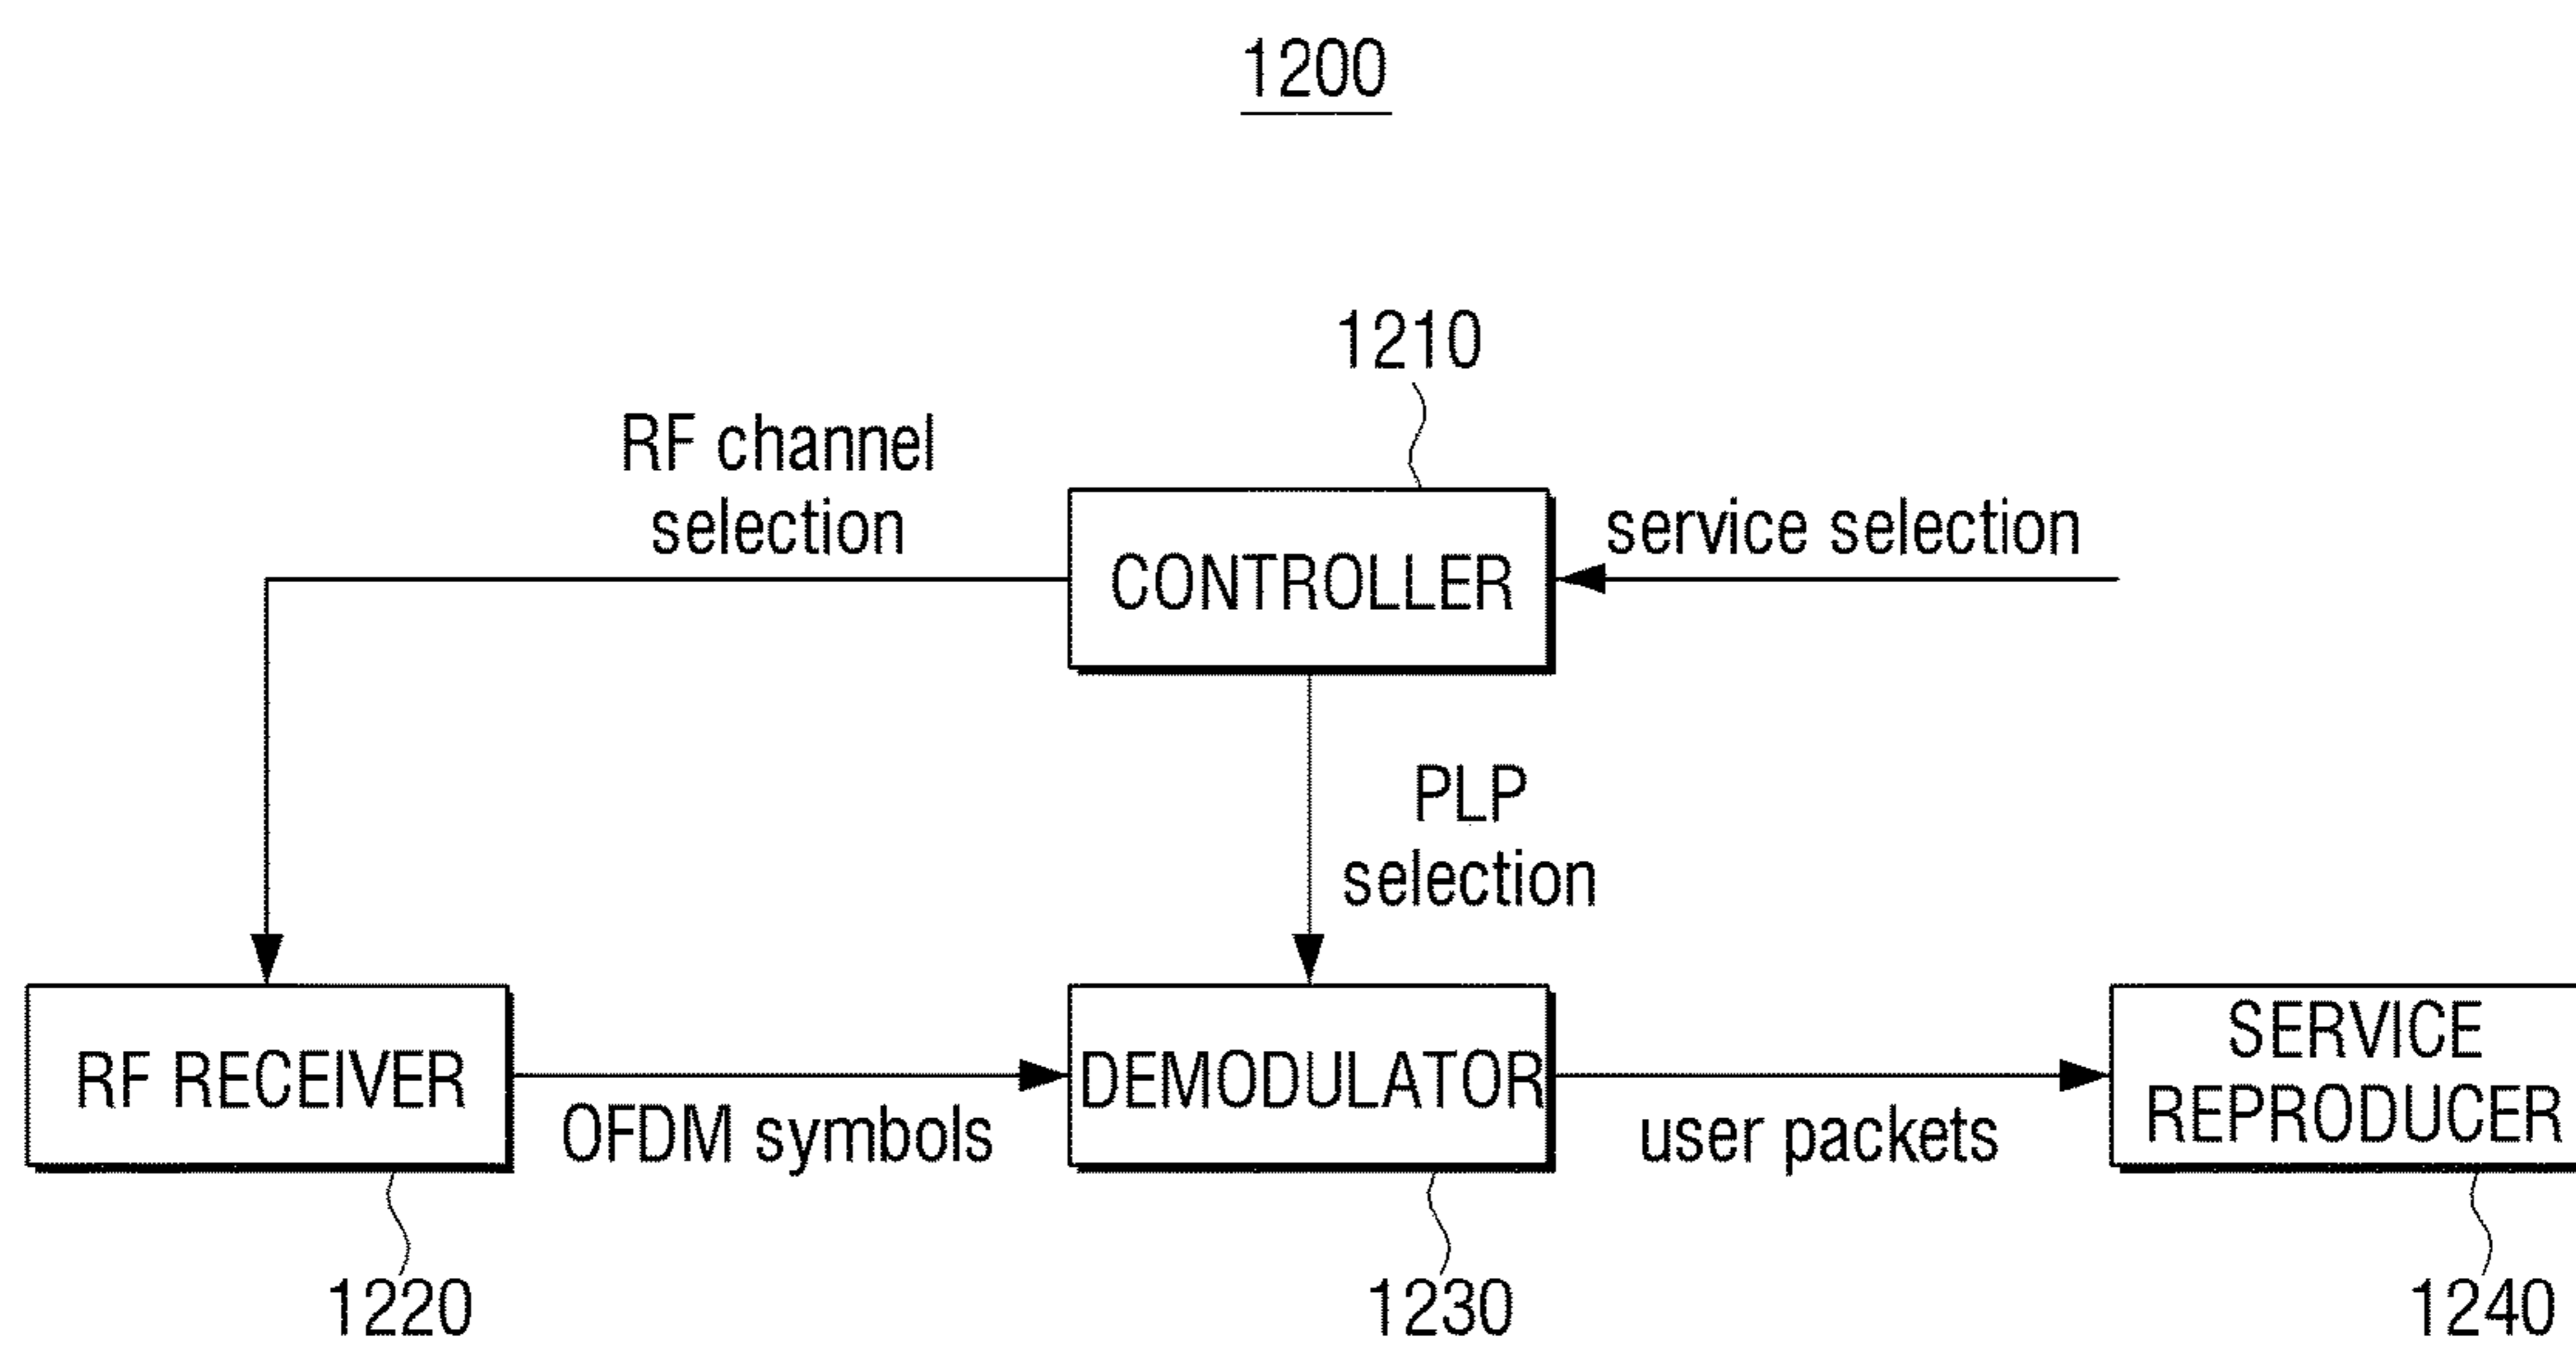 1200
1210
RF channel
selection
CONTROLLER
service selection
PLP
selection
RF RECEIVER
OFDM symbols
DEMODULATOR
user packets
SERVICE
REPRODUCER
1220
1230
1240